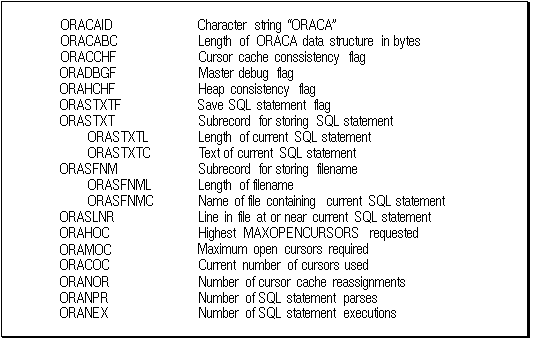 ORACAID Character string “ORACA”
ORACABC Length of ORACA data structure in bytes
ORACCHF Cursor cache conssistency flag
ORADBGF Master debug flag
ORAHCHF Heap consistency flag
ORASTXTF Save SQL statement flag
ORASTXT Subrecord for storing SQL statement
ORASTXTL Length of current SQL statement
ORASTXTC Text of current SQL statement
ORASFNM Subrecord for storing filename
ORASFNML Length of filename
ORASFNMC Name of file containing current SQL statement
ORASLNR Line in file at or near current SQL statement
ORAHOC Highest MAXOPENCURSORS requested
ORAMOC Maximum open cursors required
ORACOC Current number of cursors used
ORANOR Number of cursor cache reassignments
ORANPR Number of SQL statement parses
ORANEX Number of SQL statement executions